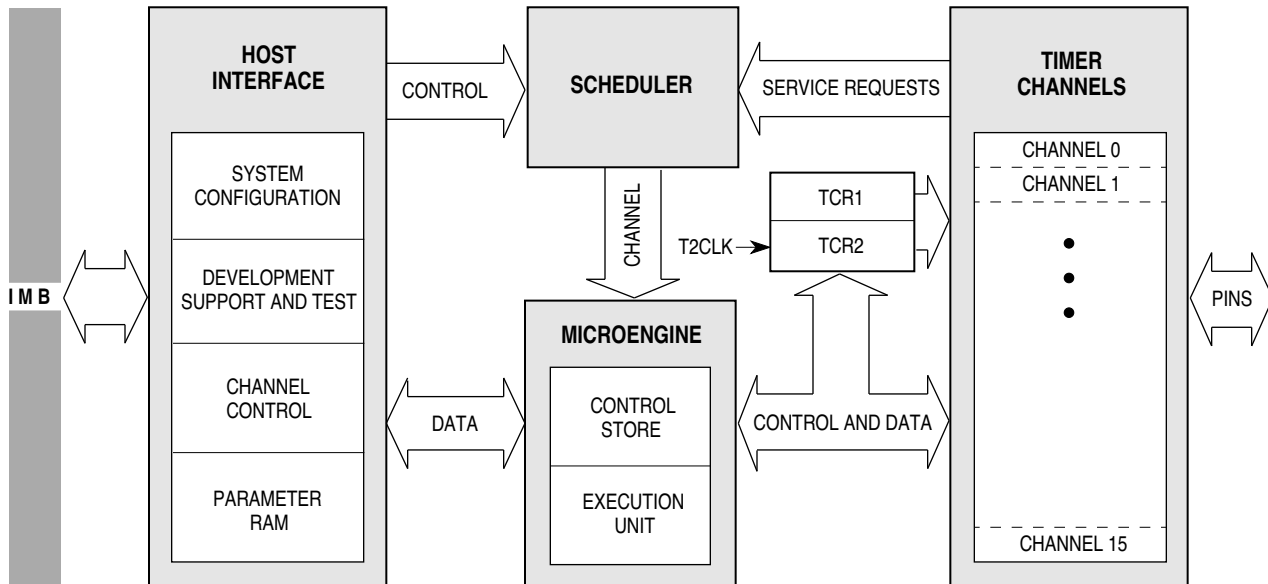 IMB
HOST
INTERFACE
SYSTEM
CONFIGURATION
DEVELOPMENT
SUPPORT AND TEST
CHANNEL
CONTROL
PARAMETER
RAM
CONTROL
DATA
SCHEDULER
CHANNEL
MICROENGINE
CONTROL
STORE
EXECUTION
UNIT
SERVICE REQUESTS
TCR1
T2CLK
TCR2
CONTROL AND DATA
TIMER
CHANNELS
CHANNEL 0
CHANNEL 1
CHANNEL 15
PINS